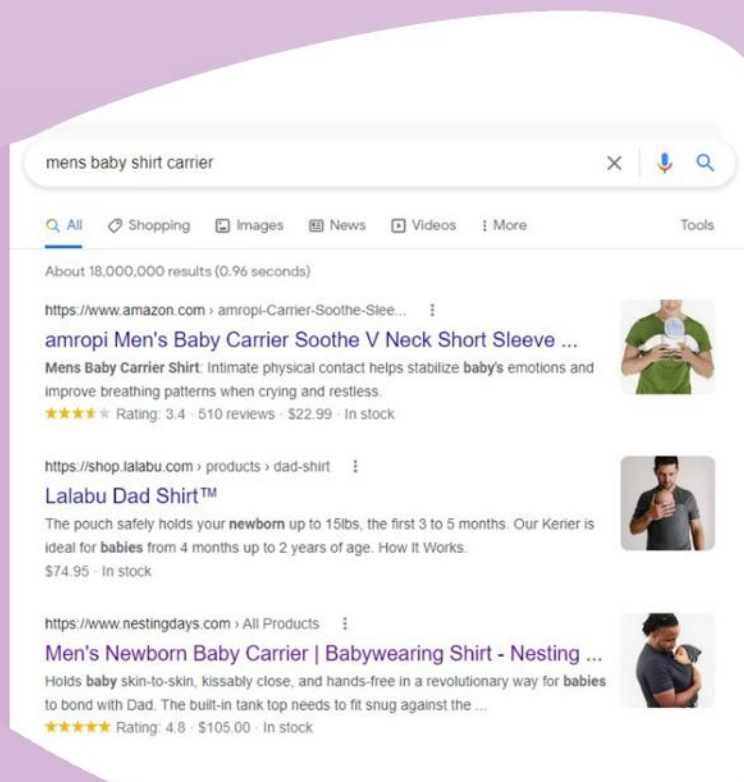 mens baby shirt carrier
All Shopping Images News Videos More Tools
About 18,000,000 results (0.96 seconds)
https://www.amazon.com › amropi-Carrier-Soothe-Slee...
amropi Men's Baby Carrier Soothe V Neck Short Sleeve ...
Mens Baby Carrier Shirt: Intimate physical contact helps stabilize baby's emotions and
improve breathing patterns when crying and restless.
Rating: 3.4 · 510 reviews · $22.99 · In stock
https://shop.lalabu.com › products › dad-shirt
Lalabu Dad Shirt™
The pouch safely holds your newborn up to 15lbs, the first 3 to 5 months. Our Kerier is
ideal for babies from 4 months up to 2 years of age. How It Works.
$74.95 · In stock
https://www.nestingdays.com › All Products
Men's Newborn Baby Carrier | Babywearing Shirt - Nesting ...
Holds baby skin-to-skin, kissably close, and hands-free in a revolutionary way for babies
to bond with Dad. The built-in tank top needs to fit snug against the ...
Rating: 4.8 · $105.00 · In stock